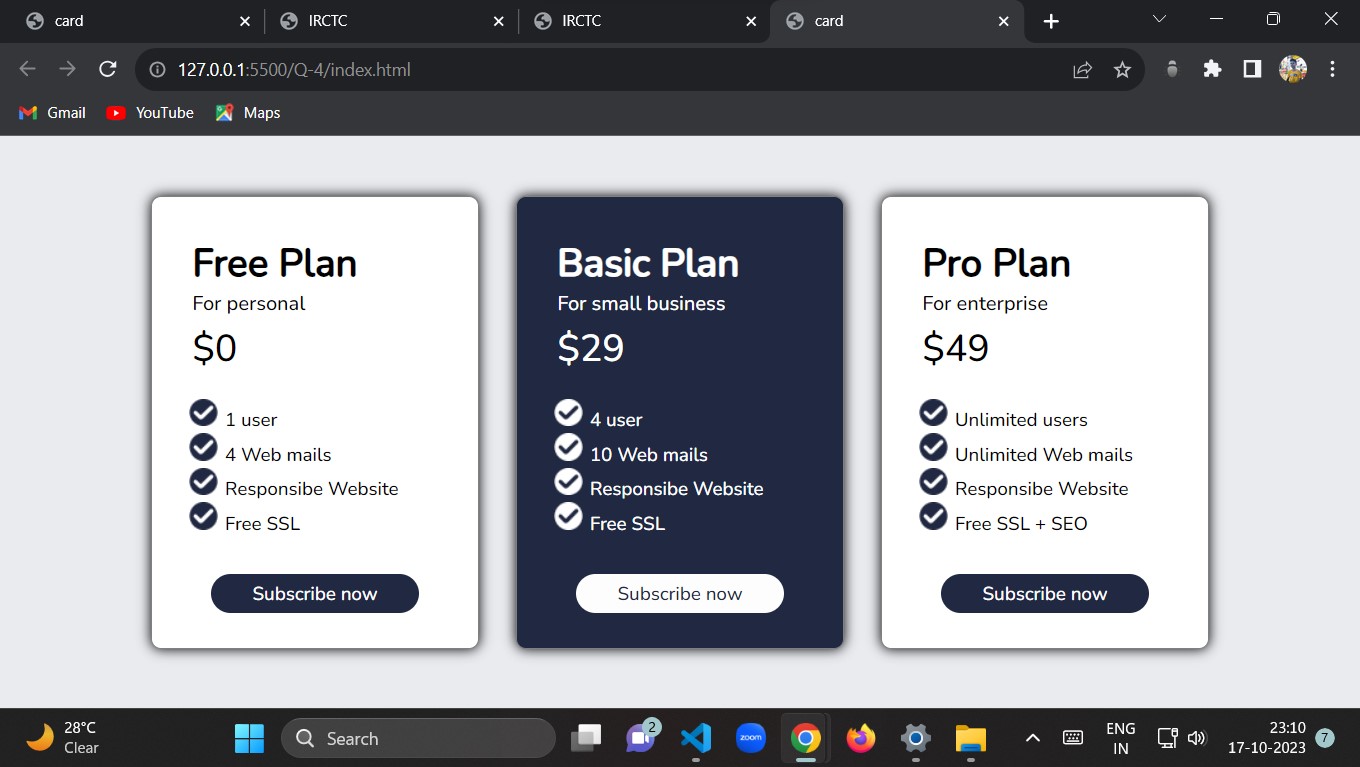 card
IRCTC
IRCTC
card
127.0.0.1:5500/Q-4/index.html
Gmail
YouTube
Maps
Free Plan
For personal
$0
1 user
4 Web mails
Responsibe Website
Free SSL
Subscribe now
Basic Plan
For small business
$29
4 user
10 Web mails
Responsibe Website
Free SSL
Subscribe now
Pro Plan
For enterprise
$49
Unlimited users
Unlimited Web mails
Responsibe Website
Free SSL + SEO
Subscribe now
28°C
Clear
Search
2
zoom
ENG
IN
23:10
17-10-2023
7